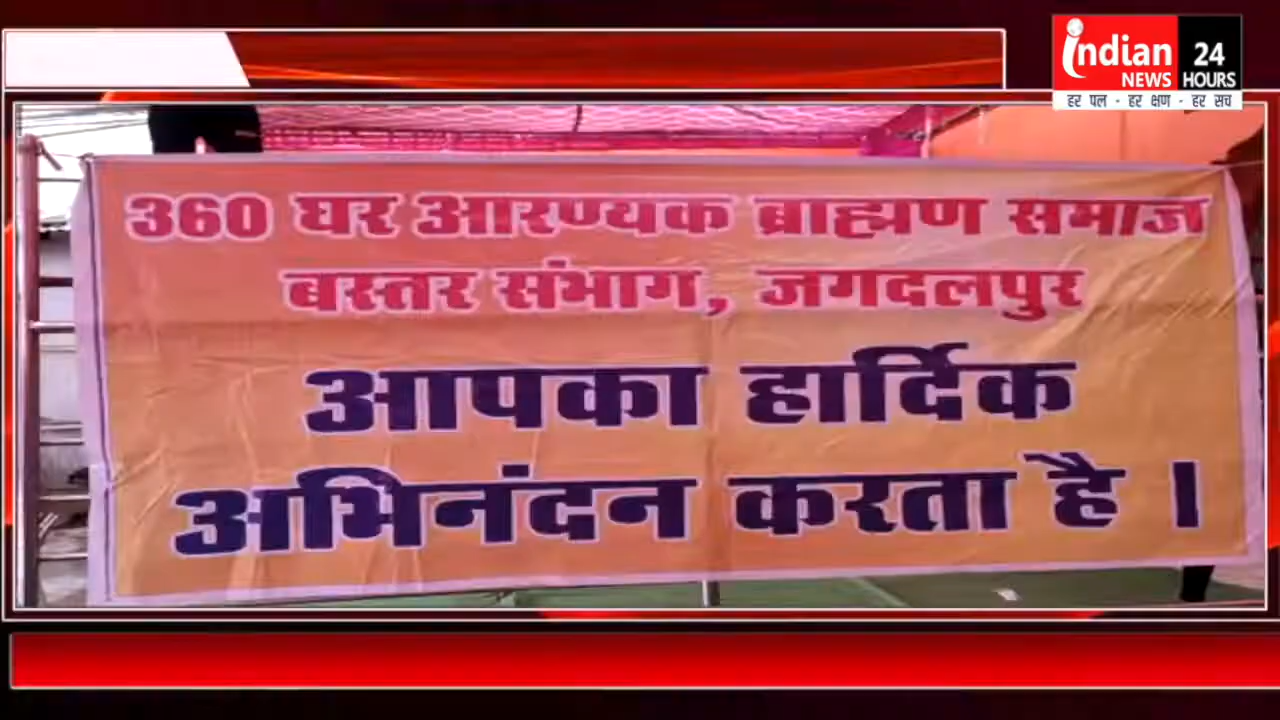 indian
NEWS
24
HOURS
हर पल - हर क्षण - हर सच
360 घर आरण्यक ब्राह्मण समाज
बस्तर संभाग, जगदलपुर
आपका हार्दिक
अभिनंदन करता है ।